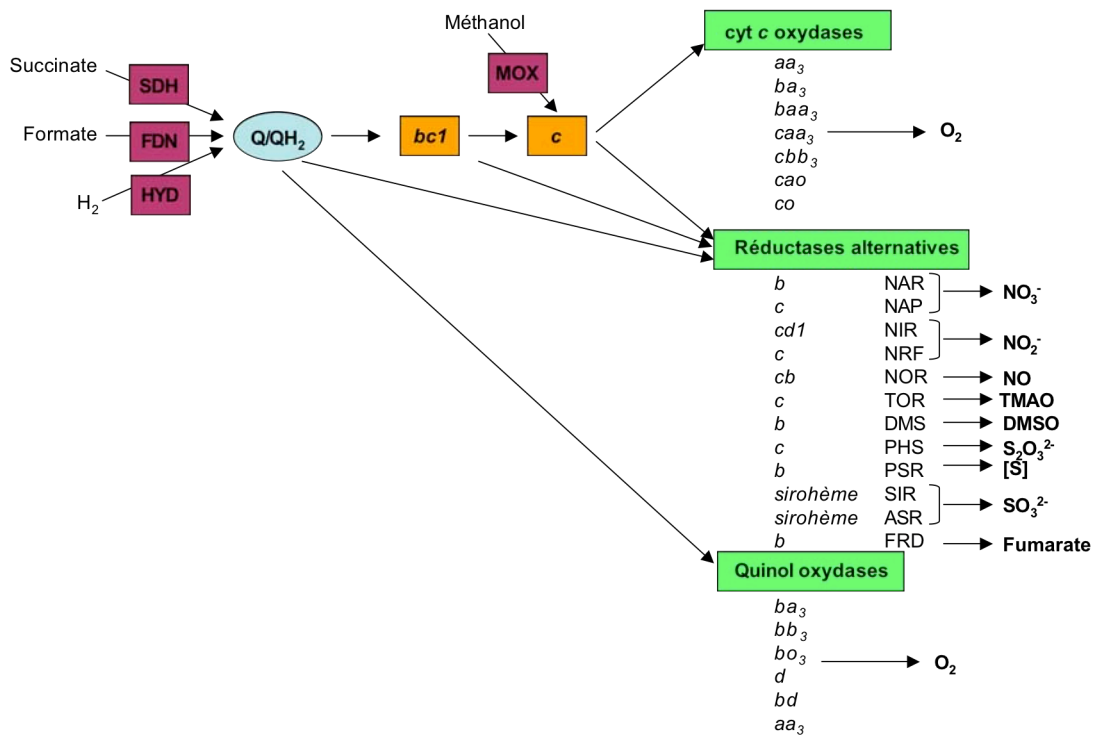 Méthanol
cyt c oxydases
Succinate
SDH
MOX
Formate
FDN
Q/QH₂
bc1
c
H₂
HYD
aa₃
ba₃
baa₃
caa₃
cbb₃
cao
co
O₂
Réductases alternatives
b NAR
c NAP
NO₃⁻
cd1 NIR
c NRF
NO₂⁻
cb NOR NO
c TOR TMAO
b DMS DMSO
c PHS S₂O₃²⁻
b PSR [S]
sirohème SIR
sirohème ASR
SO₃²⁻
b FRD Fumarate
Quinol oxydases
ba₃
bb₃
bo₃
d
bd
aa₃
O₂